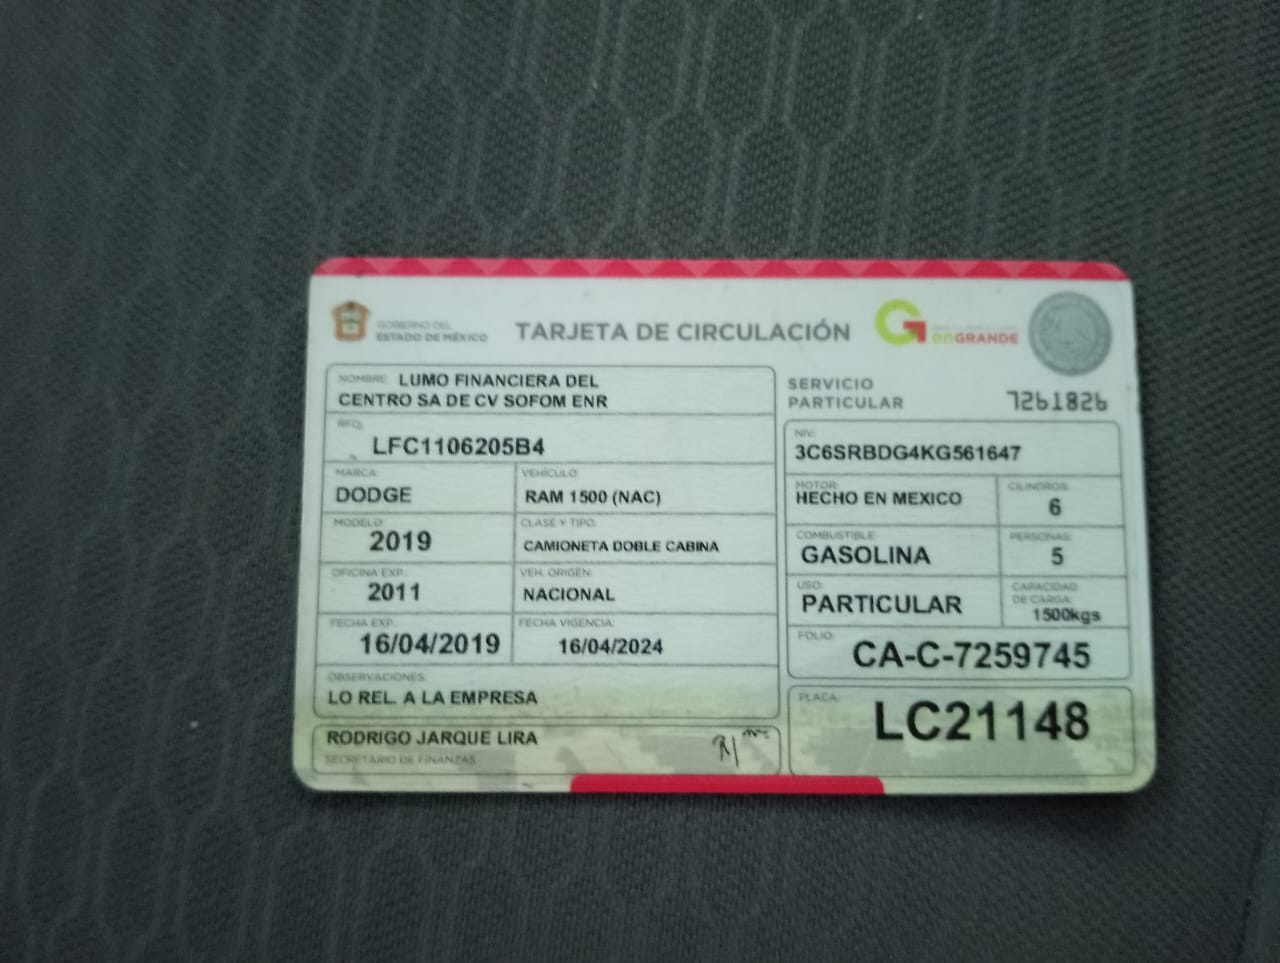 GOBIERNO DEL
ESTADO DE MÉXICO
TARJETA DE CIRCULACIÓN
enGRANDE
NOMBRE: LUMO FINANCIERA DEL
CENTRO SA DE CV SOFOM ENR
SERVICIO
PARTICULAR
7261826
RFC:
LFC1106205B4
NIV:
3C6SRBDG4KG561647
MARCA:
DODGE
VEHÍCULO:
RAM 1500 (NAC)
MOTOR:
HECHO EN MEXICO
CILINDROS:
6
MODELO:
2019
CLASE Y TIPO:
CAMIONETA DOBLE CABINA
COMBUSTIBLE:
GASOLINA
PERSONAS:
5
OFICINA EXP.:
2011
VEH. ORIGEN:
NACIONAL
USO:
PARTICULAR
CAPACIDAD
DE CARGA:
1500kgs
FECHA EXP.:
16/04/2019
FECHA VIGENCIA:
16/04/2024
FOLIO:
CA-C-7259745
OBSERVACIONES:
LO REL. A LA EMPRESA
PLACA:
LC21148
RODRIGO JARQUE LIRA
SECRETARIO DE FINANZAS